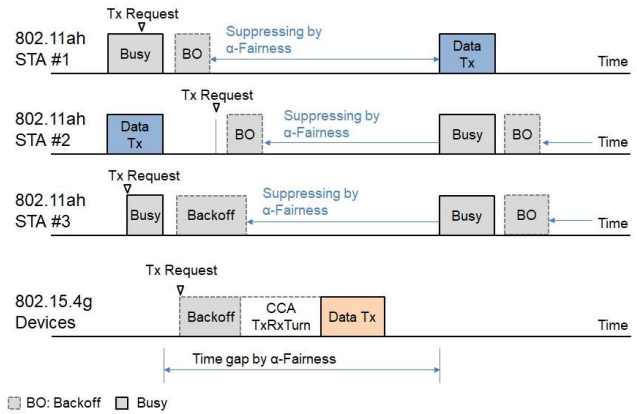 Tx Request
802.11ah
STA #1
Busy
BO
Suppressing by
α-Fairness
Data
Tx
Time
Tx Request
802.11ah
STA #2
Data
Tx
BO
Suppressing by
α-Fairness
Busy
BO
Time
Tx Request
802.11ah
STA #3
Busy
Backoff
Suppressing by
α-Fairness
Busy
BO
Time
Tx Request
802.15.4g
Devices
Backoff
CCA
TxRxTurn
Data Tx
Time
Time gap by α-Fairness
BO: Backoff
Busy